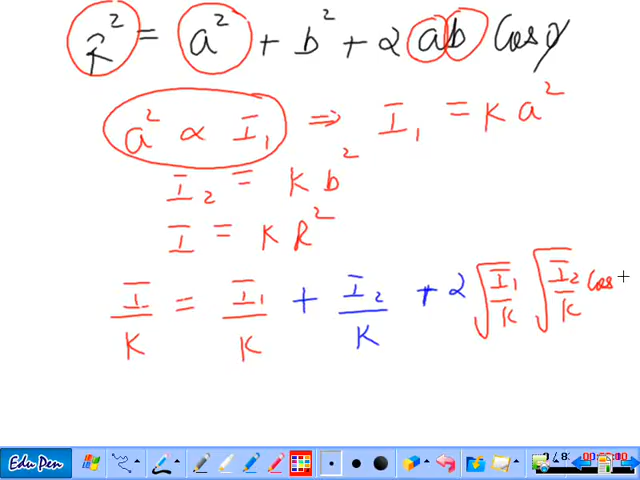 R² = a² + b² + 2 ab Cos φ
a² ∝ I₁ ⇒ I₁ = K a²
I₂ = K b²
I = K R²
I/K = I₁/K + I₂/K + 2 √(I₁/K) √(I₂/K) cos
Edu Pen